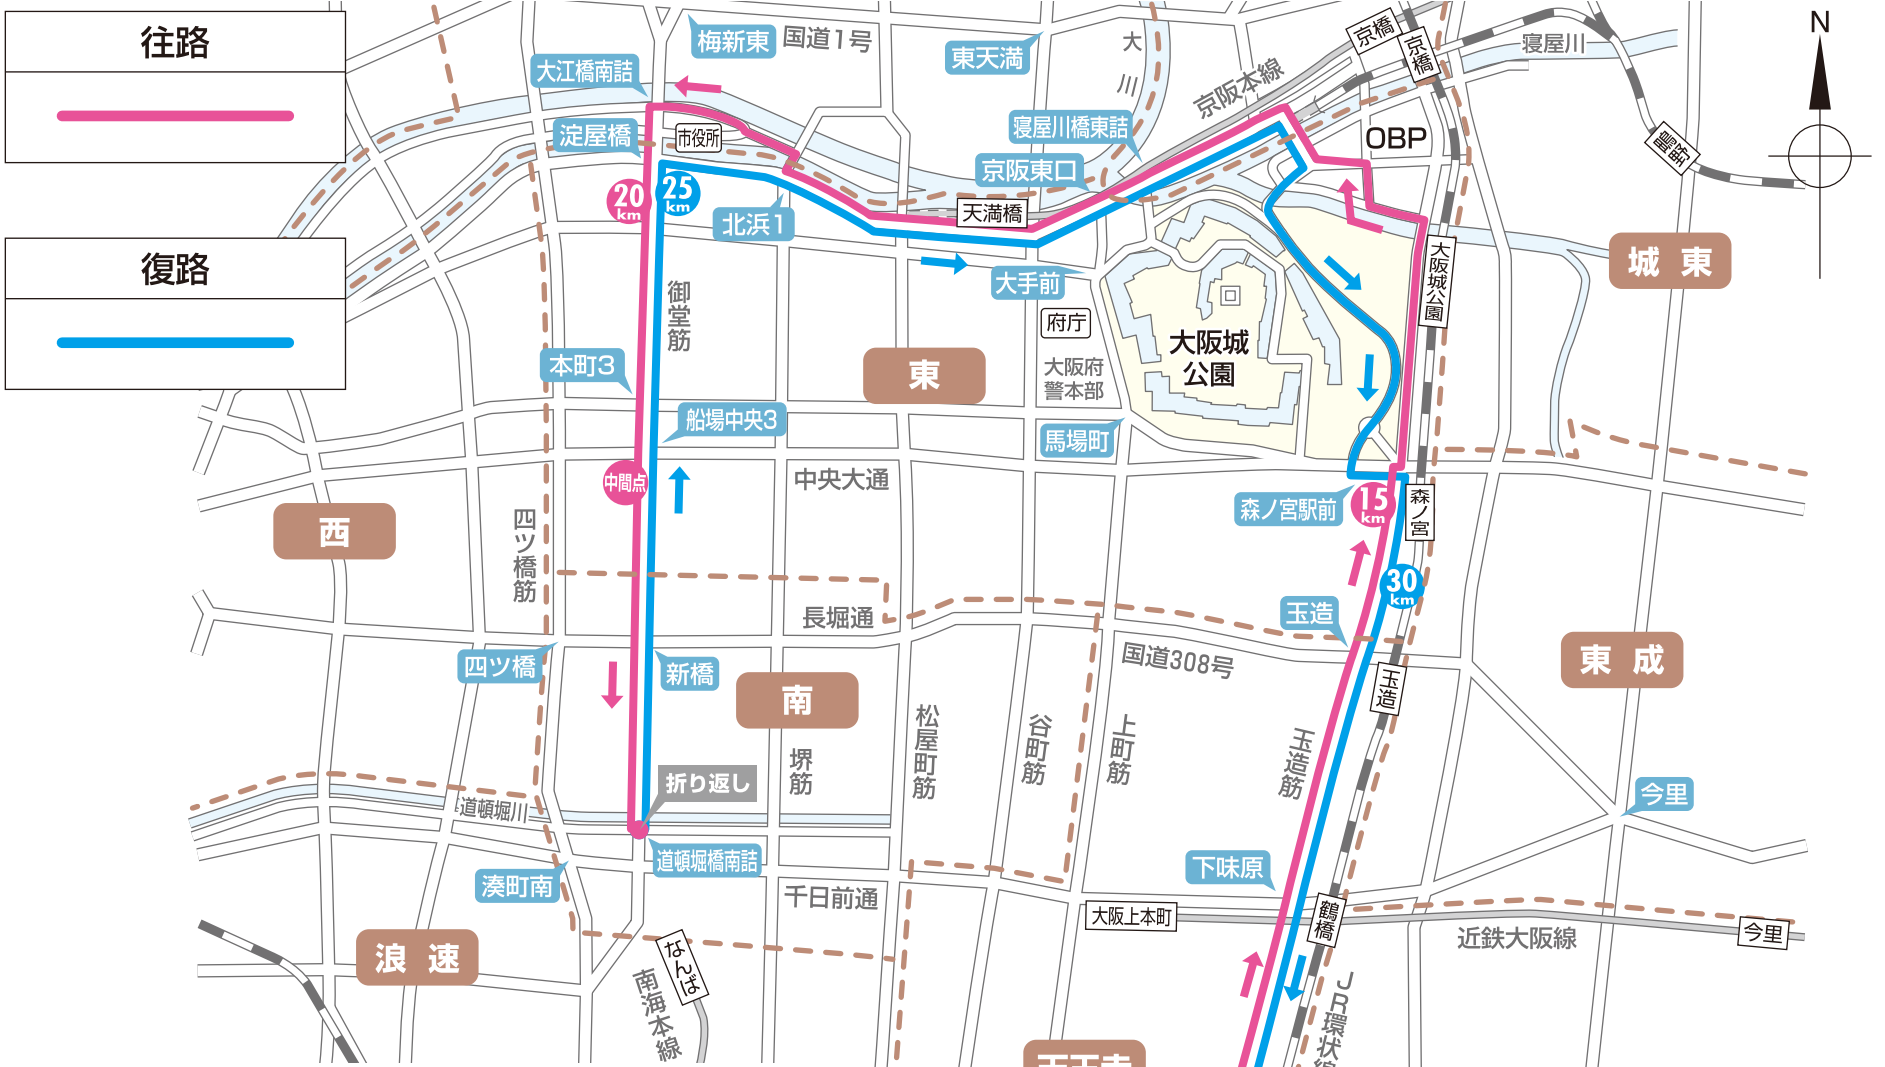 往路
復路
N
梅新東
国道1号
東天満
大川
京阪本線
京橋
京橋
寝屋川
大江橋南詰
淀屋橋
市役所
寝屋川橋東詰
京阪東口
OBP
鴫野
20
km
25
km
北浜1
天満橋
大手前
府庁
大阪城公園
城東
御堂筋
本町3
東
大阪府
警本部
大阪城
公園
船場中央3
馬場町
中間点
中央大通
森ノ宮駅前
15
km
森ノ宮
西
四ツ橋筋
長堀通
玉造
30
km
四ツ橋
新橋
国道308号
玉造
東成
南
堺筋
松屋町筋
谷町筋
上町筋
玉造筋
折り返し
道頓堀川
今里
道頓堀橋南詰
湊町南
千日前通
下味原
大阪上本町
鶴橋
近鉄大阪線
今里
浪速
なんば
南海本線
JR環状線